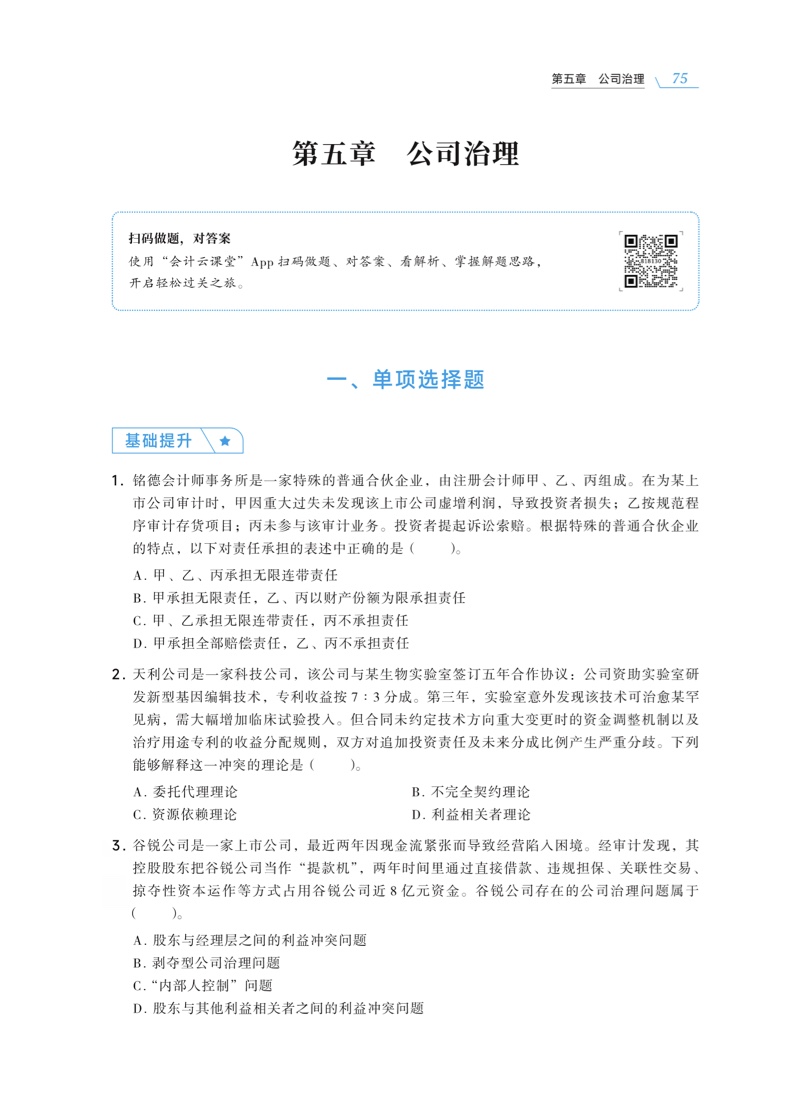 第五章 公司治理 75
第五章 公司治理
扫码做题，对答案
使用“会计云课堂”App 扫码做题、对答案、看解析、掌握解题思路，
开启轻松过关之旅。
一、单项选择题
基础提升
1. 铭德会计师事务所是一家特殊的普通合伙企业，由注册会计师甲、乙、丙组成。在为某上
市公司审计时，甲因重大过失未发现该上市公司虚增利润，导致投资者损失；乙按规范程
序审计存货项目；丙未参与该审计业务。投资者提起诉讼索赔。根据特殊的普通合伙企业
的特点，以下对责任承担的表述中正确的是（　　）。
A. 甲、乙、丙承担无限连带责任
B. 甲承担无限责任，乙、丙以财产份额为限承担责任
C. 甲、乙承担无限连带责任，丙不承担责任
D. 甲承担全部赔偿责任，乙、丙不承担责任
2. 天利公司是一家科技公司，该公司与某生物实验室签订五年合作协议：公司资助实验室研
发新型基因编辑技术，专利收益按 7∶3 分成。第三年，实验室意外发现该技术可治愈某罕
见病，需大幅增加临床试验投入。但合同未约定技术方向重大变更时的资金调整机制以及
治疗用途专利的收益分配规则，双方对追加投资责任及未来分成比例产生严重分歧。下列
能够解释这一冲突的理论是（　　）。
A. 委托代理理论 B. 不完全契约理论
C. 资源依赖理论 D. 利益相关者理论
3. 谷锐公司是一家上市公司，最近两年因现金流紧张而导致经营陷入困境。经审计发现，其
控股股东把谷锐公司当作“提款机”，两年时间里通过直接借款、违规担保、关联性交易、
掠夺性资本运作等方式占用谷锐公司近 8 亿元资金。谷锐公司存在的公司治理问题属于
（　　）。
A. 股东与经理层之间的利益冲突问题
B. 剥夺型公司治理问题
C.“内部人控制”问题
D. 股东与其他利益相关者之间的利益冲突问题